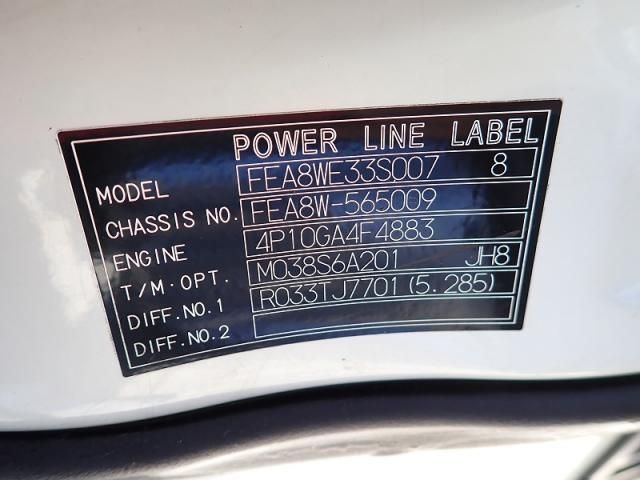 POWER LINE LABEL
MODEL FEA8WE33S007 8
CHASSIS NO. FEA8W-565009
ENGINE 4P10GA4F4883
T/M·OPT. M038S6A201 JH8
DIFF.NO.1 R033TJ7701(5.285)
DIFF.NO.2